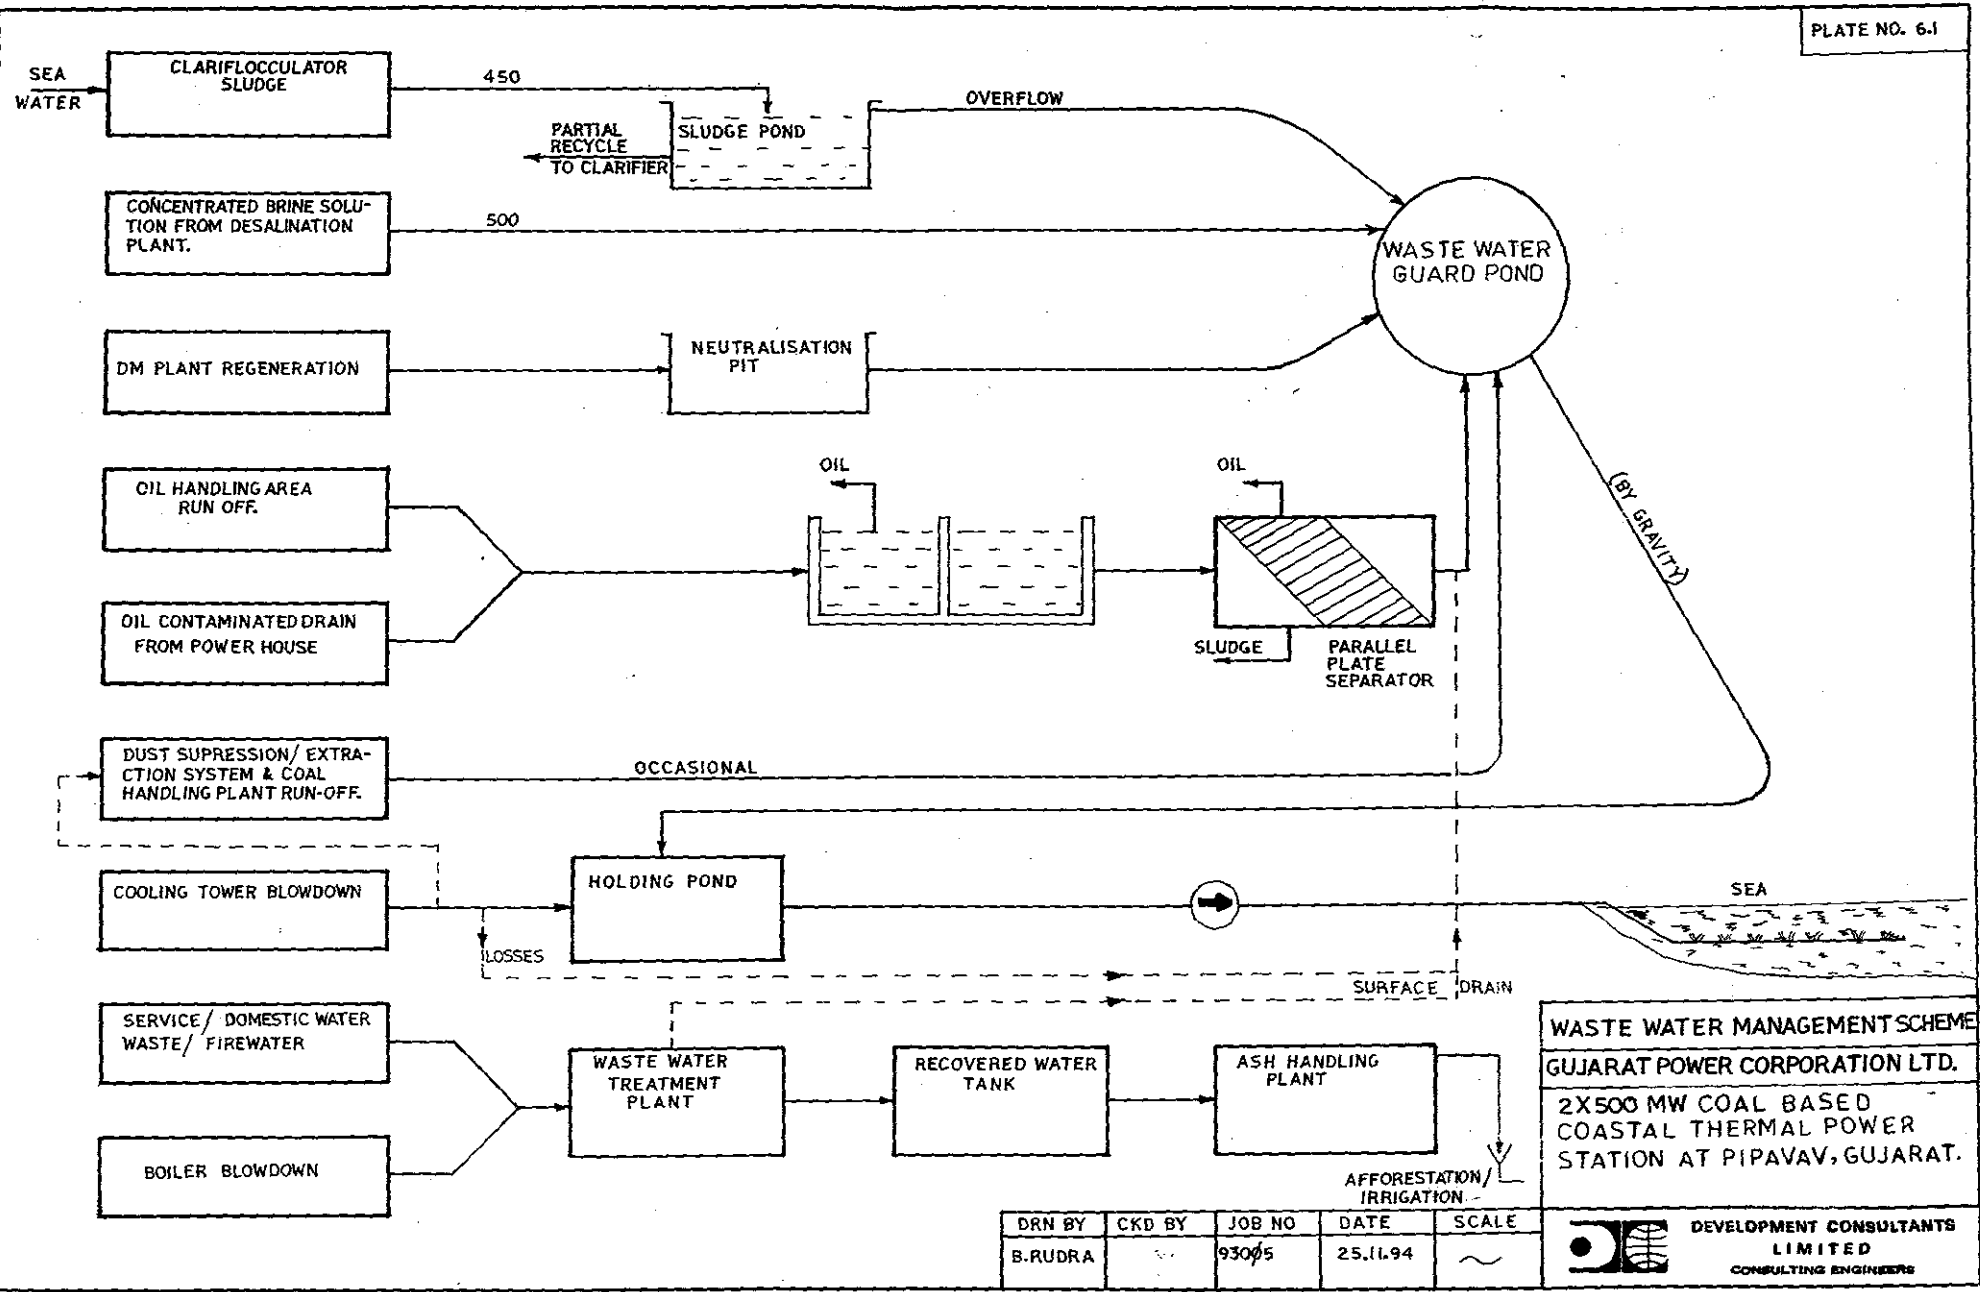 PLATE NO. 6.1
SEA
WATER
CLARIFLOCCULATOR
SLUDGE
450
OVERFLOW
SLUDGE POND
PARTIAL
RECYCLE
TO CLARIFIER
CONCENTRATED BRINE SOLU-
TION FROM DESALINATION
PLANT.
500
WASTE WATER
GUARD POND
DM PLANT REGENERATION
NEUTRALISATION
PIT
OIL HANDLING AREA
RUN OFF.
OIL
OIL
(BY GRAVITY)
OIL CONTAMINATED DRAIN
FROM POWER HOUSE
SLUDGE
PARALLEL
PLATE
SEPARATOR
DUST SUPRESSION/ EXTRA-
CTION SYSTEM & COAL
HANDLING PLANT RUN-OFF.
OCCASIONAL
COOLING TOWER BLOWDOWN
HOLDING POND
SEA
LOSSES
SURFACE DRAIN
SERVICE/ DOMESTIC WATER
WASTE/ FIREWATER
WASTE WATER
TREATMENT
PLANT
RECOVERED WATER
TANK
ASH HANDLING
PLANT
BOILER BLOWDOWN
AFFORESTATION/
IRRIGATION
WASTE WATER MANAGEMENT SCHEME
GUJARAT POWER CORPORATION LTD.
2X500 MW COAL BASED
COASTAL THERMAL POWER
STATION AT PIPAVAV, GUJARAT.
DRN BY CKD BY JOB NO DATE SCALE
B.RUDRA 93005 25.11.94
DEVELOPMENT CONSULTANTS
LIMITED
CONSULTING ENGINEERS